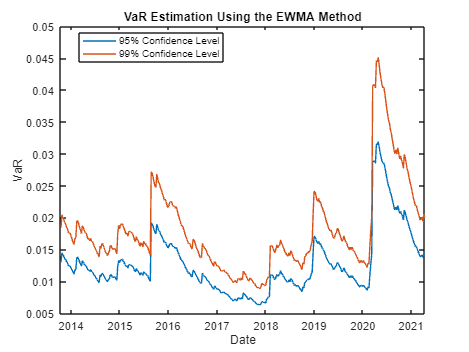 VaR Estimation Using the EWMA Method
95% Confidence Level
99% Confidence Level
0.05
0.045
0.04
0.035
0.03
0.025
0.02
0.015
0.01
0.005
VaR
2014 2015 2016 2017 2018 2019 2020 2021
Date